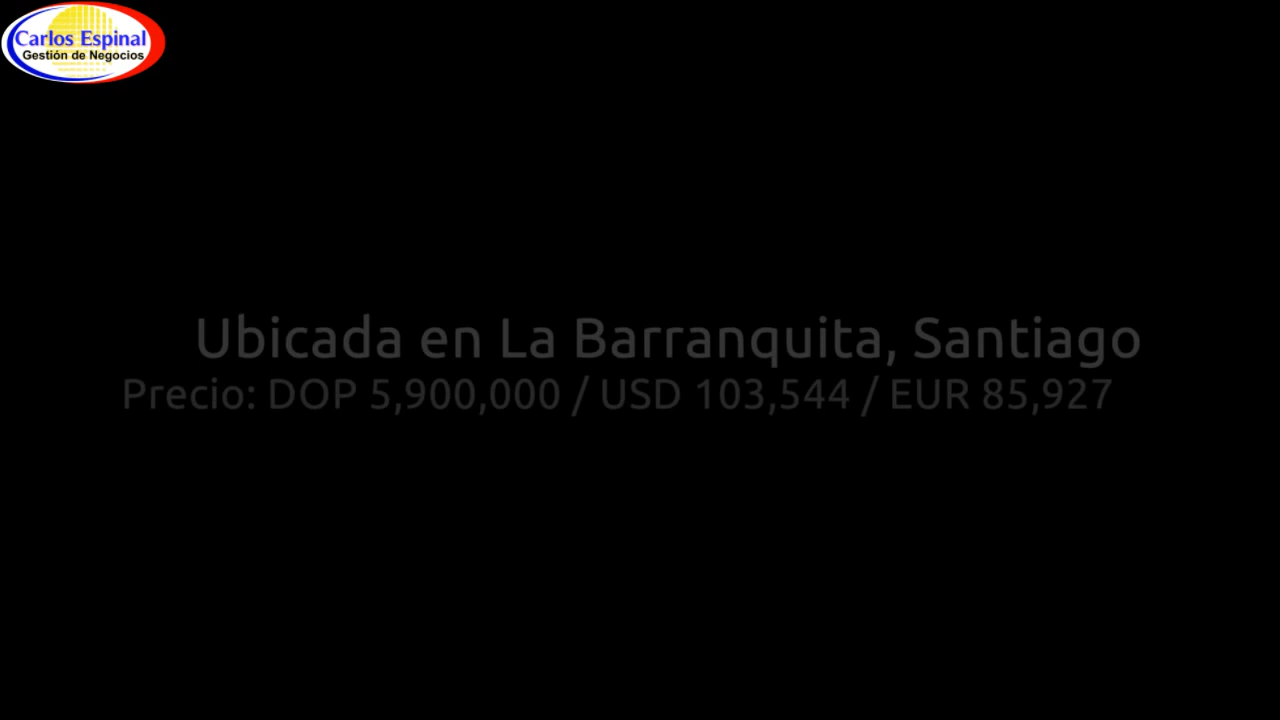 Carlos Espinal
Gestión de Negocios
Ubicada en La Barranquita, Santiago
Precio: DOP 5,900,000 / USD 103,544 / EUR 85,927